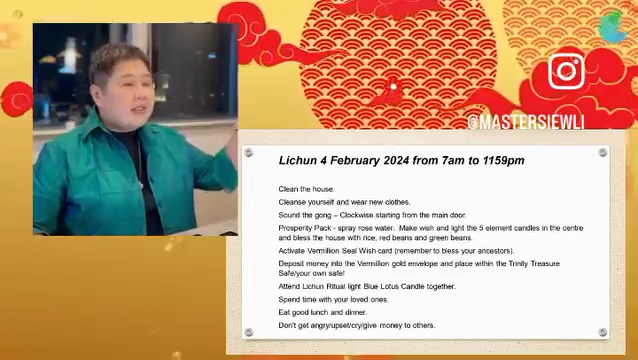 @MASTERSIEWLI
Lichun 4 February 2024 from 7am to 1159pm
Clean the house.
Cleanse yourself and wear new clothes.
Sound the gong – Clockwise starting from the main door.
Prosperity Pack - spray rose water. Make wish and light the 5 element candles in the centre
and bless the house with rice, red beans and green beans.
Activate Vermillion Seal Wish card (remember to bless your ancestors).
Deposit money into the Vermillion gold envelope and place within the Trinity Treasure
Safe/your own safe!
Attend Lichun Ritual light Blue Lotus Candle together.
Spend time with your loved ones.
Eat good lunch and dinner.
Don't get angry/upset/cry/give money to others.